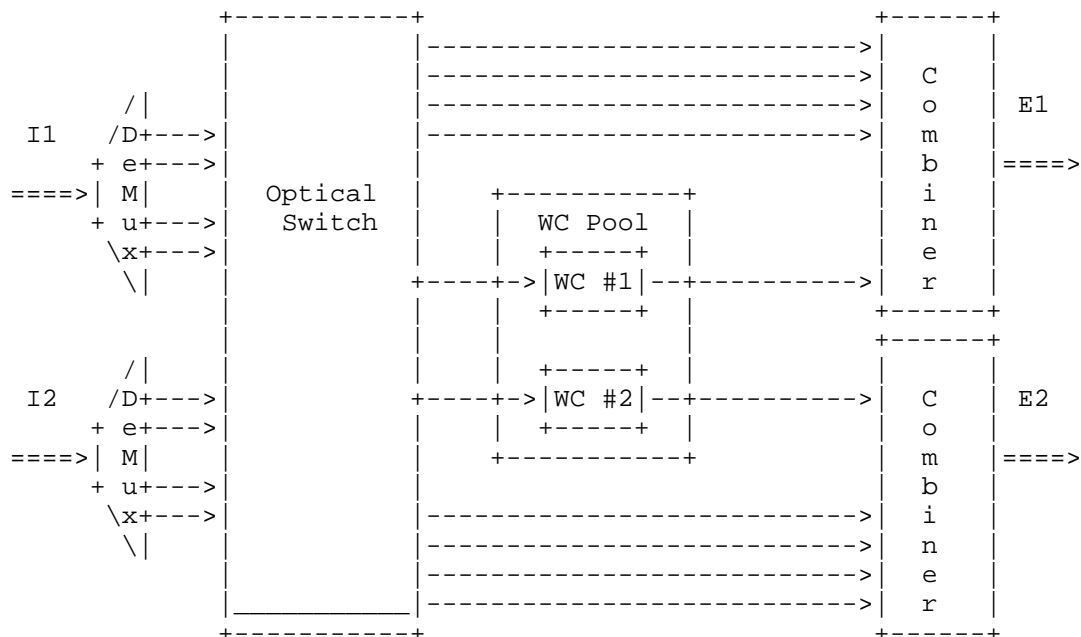 I1
DeMux
Optical
Switch
WC Pool
WC #1
Combiner
E1
I2
DeMux
WC #2
Combiner
E2